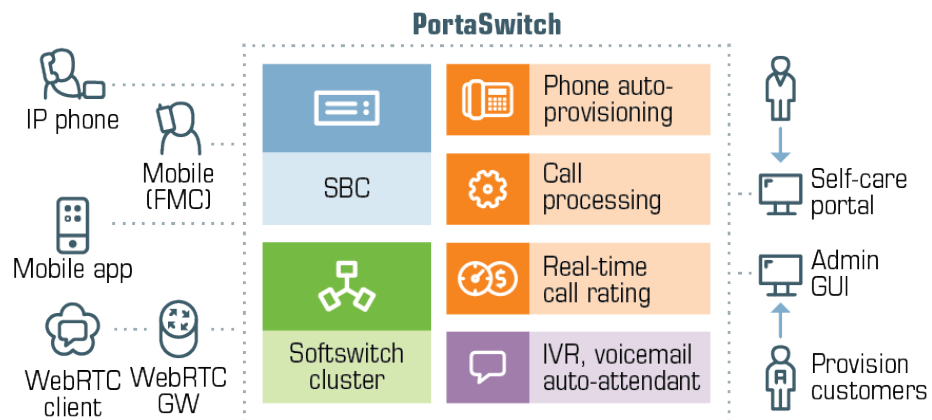 PortaSwitch
IP phone
Mobile
(FMC)
Mobile app
WebRTC
client
WebRTC
GW
SBC
Softswitch
cluster
Phone auto-
provisioning
Call
processing
Real-time
call rating
$
IVR, voicemail
auto-attendant
Self-care
portal
Admin
GUI
A
Provision
customers